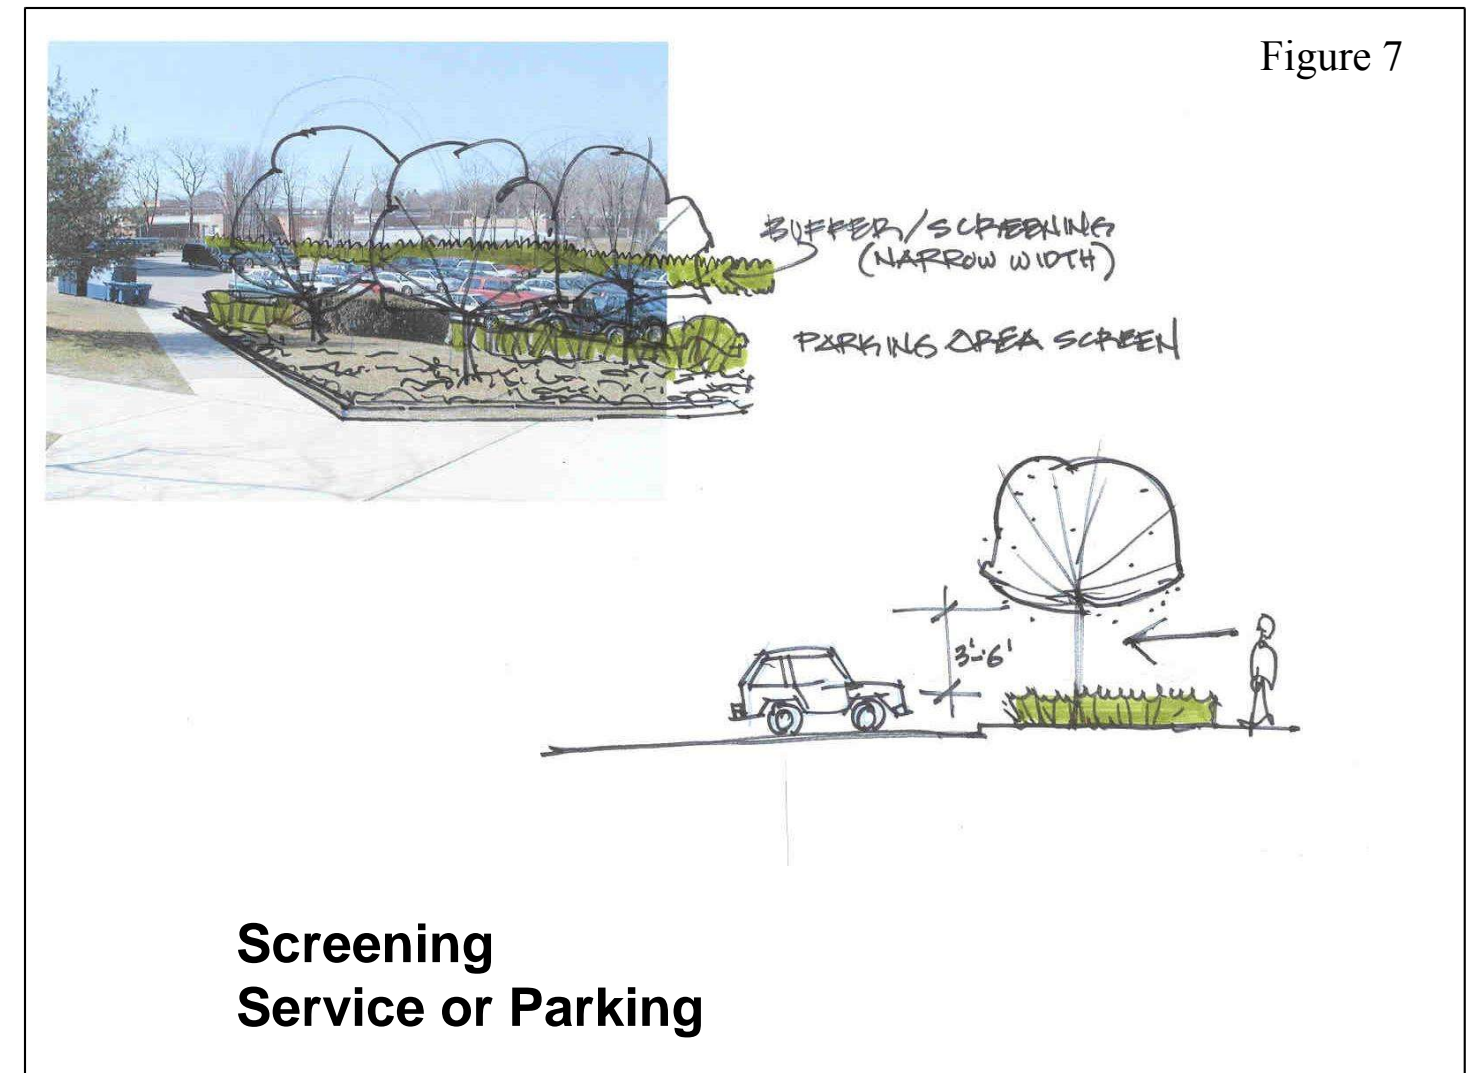 Figure 7
BUFFER/SCREENING
(NARROW WIDTH)
PARKING AREA SCREEN
3'-6'
Screening
Service or Parking